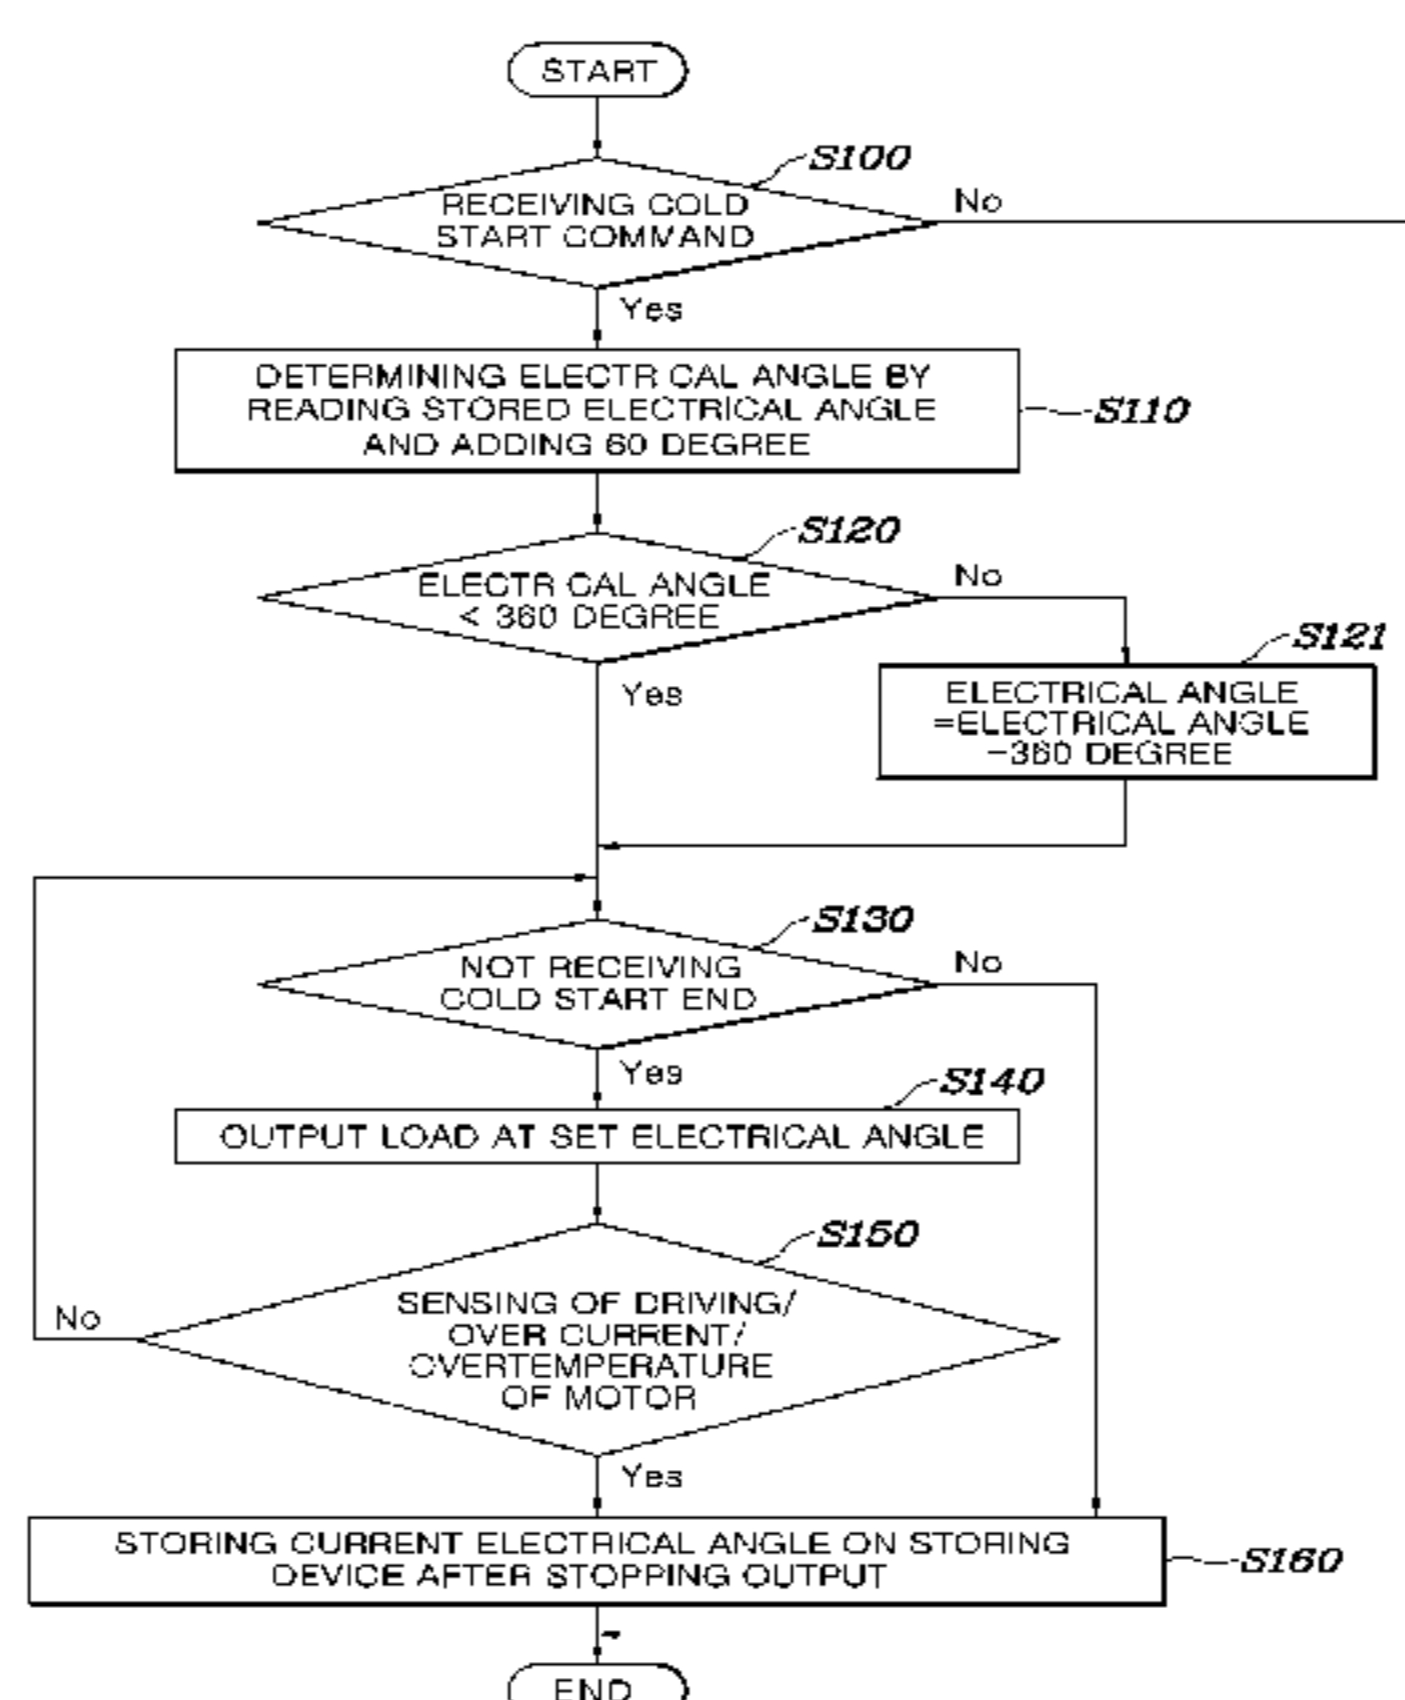 START
S100
RECEIVING COLD
START COMMAND
No
Yes
DETERMINING ELECTR CAL ANGLE BY
READING STORED ELECTRICAL ANGLE
AND ADDING 60 DEGREE
S110
S120
ELECTR CAL ANGLE
< 360 DEGREE
No
Yes
S121
ELECTRICAL ANGLE
=ELECTRICAL ANGLE
-360 DEGREE
S130
NOT RECEIVING
COLD START END
No
Yes
S140
OUTPUT LOAD AT SET ELECTRICAL ANGLE
S150
SENSING OF DRIVING/
OVER CURRENT/
OVERTEMPERATURE
OF MOTOR
No
Yes
STORING CURRENT ELECTRICAL ANGLE ON STORING
DEVICE AFTER STOPPING OUTPUT
S160
END